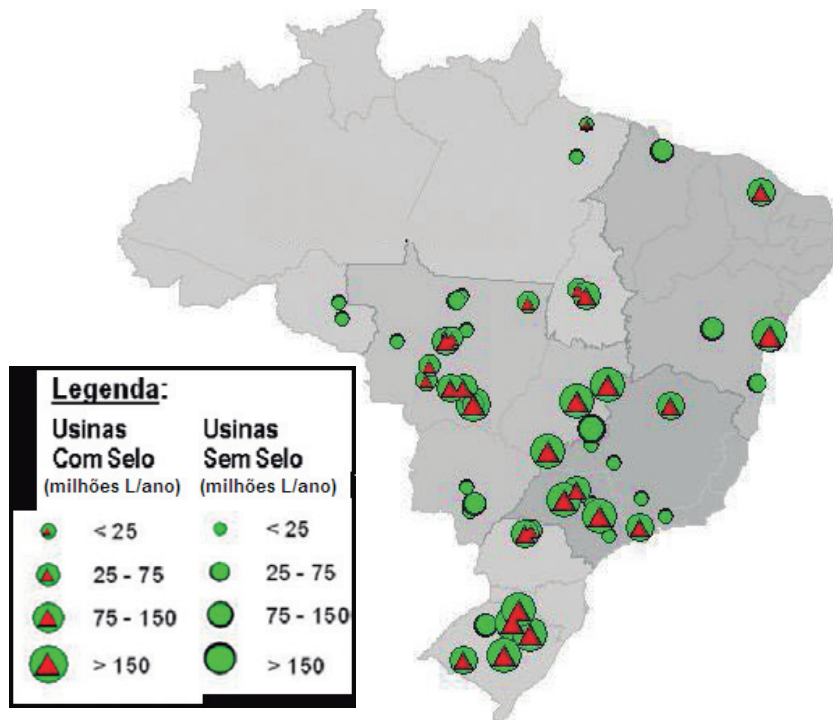 Legenda:
Usinas Com Selo
(milhões L/ano)
Usinas Sem Selo
(milhões L/ano)
< 25
< 25
25 - 75
25 - 75
75 - 150
75 - 150
> 150
> 150